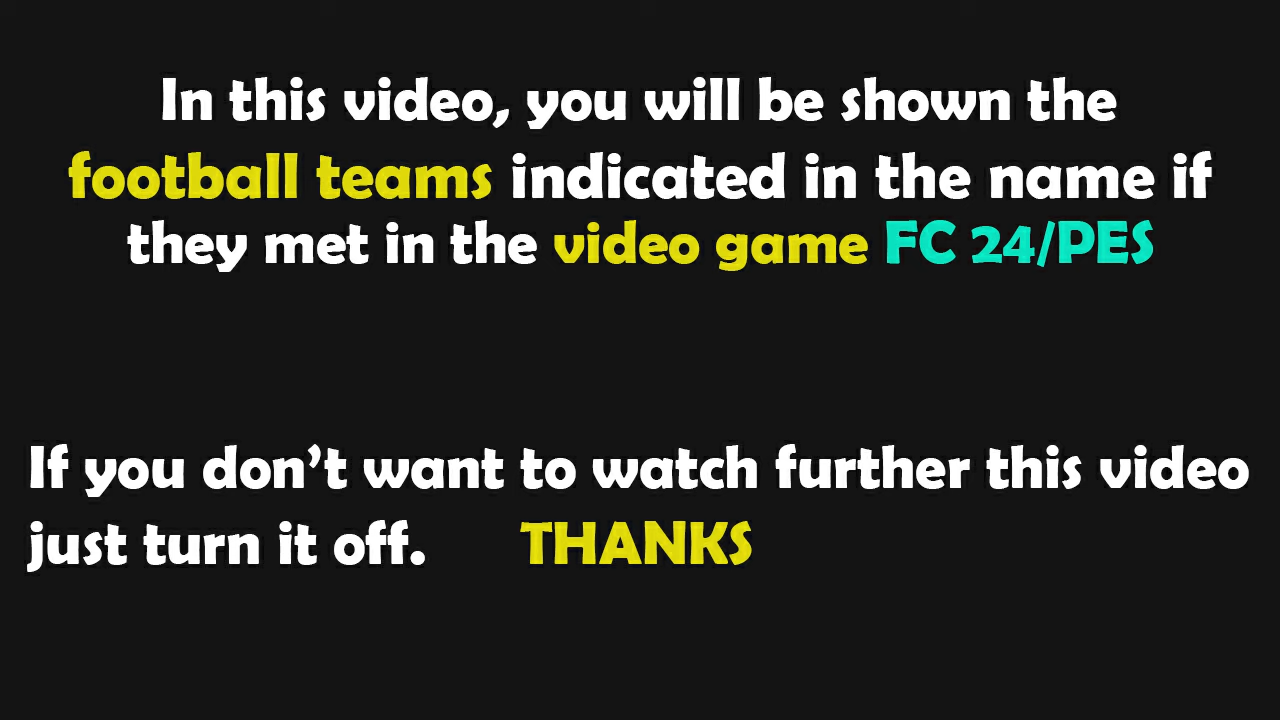 In this video, you will be shown the
football teams indicated in the name if
they met in the video game FC 24/PES
If you don't want to watch further this video
just turn it off. THANKS